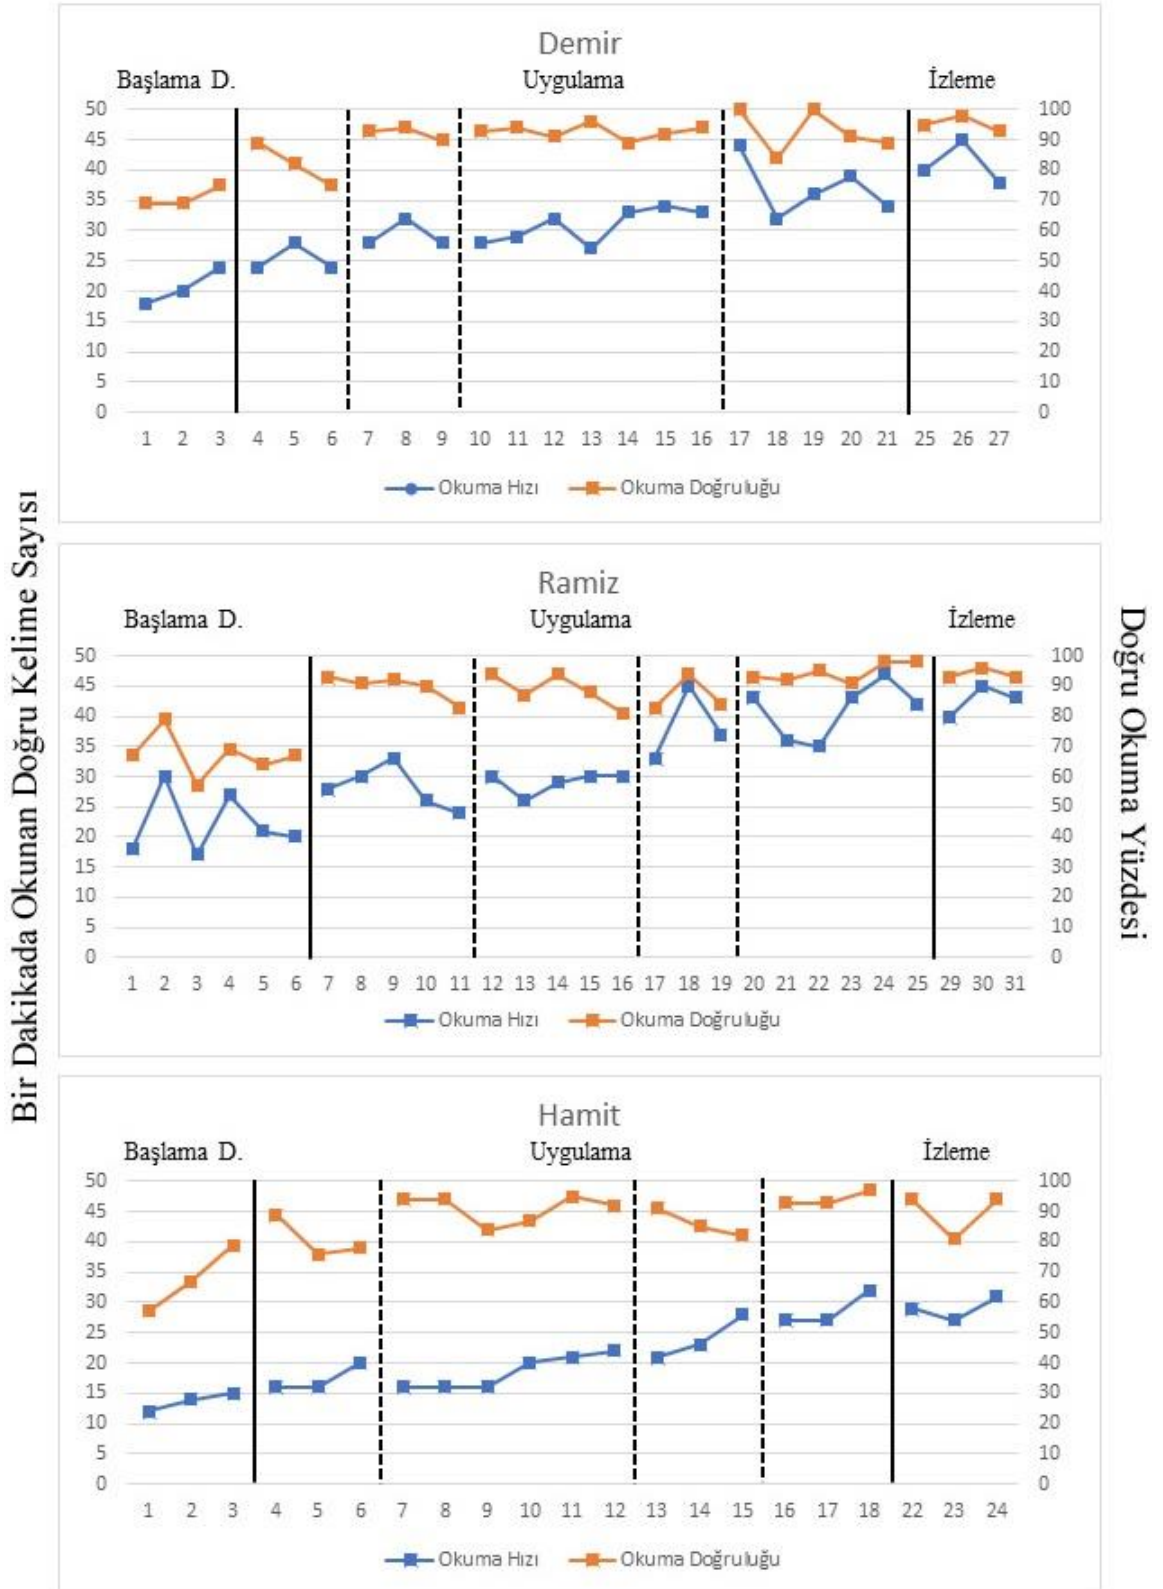 Bir Dakikada Okunan Doğru Kelime Sayısı
Demir
Başlama D. Uygulama İzleme
50 100
45 90
40 80
35 70
30 60
25 50
20 40
15 30
10 20
5 10
0 0
1 2 3 4 5 6 7 8 9 10 11 12 13 14 15 16 17 18 19 20 21 25 26 27
Okuma Hızı Okuma Doğruluğu
Ramiz
Başlama D. Uygulama İzleme
50 100
45 90
40 80
35 70
30 60
25 50
20 40
15 30
10 20
5 10
0 0
1 2 3 4 5 6 7 8 9 10 11 12 13 14 15 16 17 18 19 20 21 22 23 24 25 29 30 31
Okuma Hızı Okuma Doğruluğu
Hamit
Başlama D. Uygulama İzleme
50 100
45 90
40 80
35 70
30 60
25 50
20 40
15 30
10 20
5 10
0 0
1 2 3 4 5 6 7 8 9 10 11 12 13 14 15 16 17 18 22 23 24
Okuma Hızı Okuma Doğruluğu
Doğru Okuma Yüzdesi